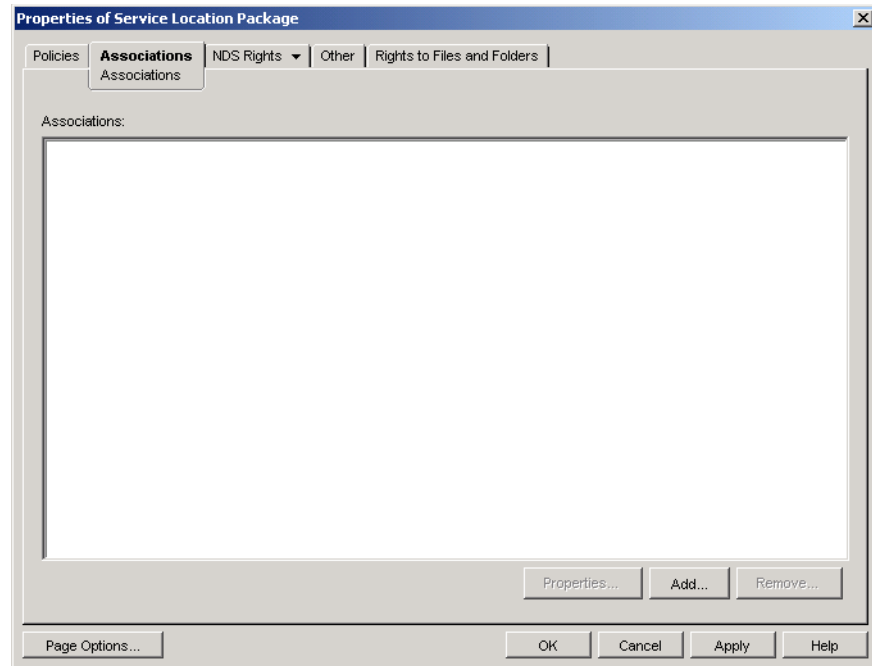 Properties of Service Location Package
Policies Associations NDS Rights Other Rights to Files and Folders
Associations
Associations:
Properties... Add... Remove...
Page Options... OK Cancel Apply Help